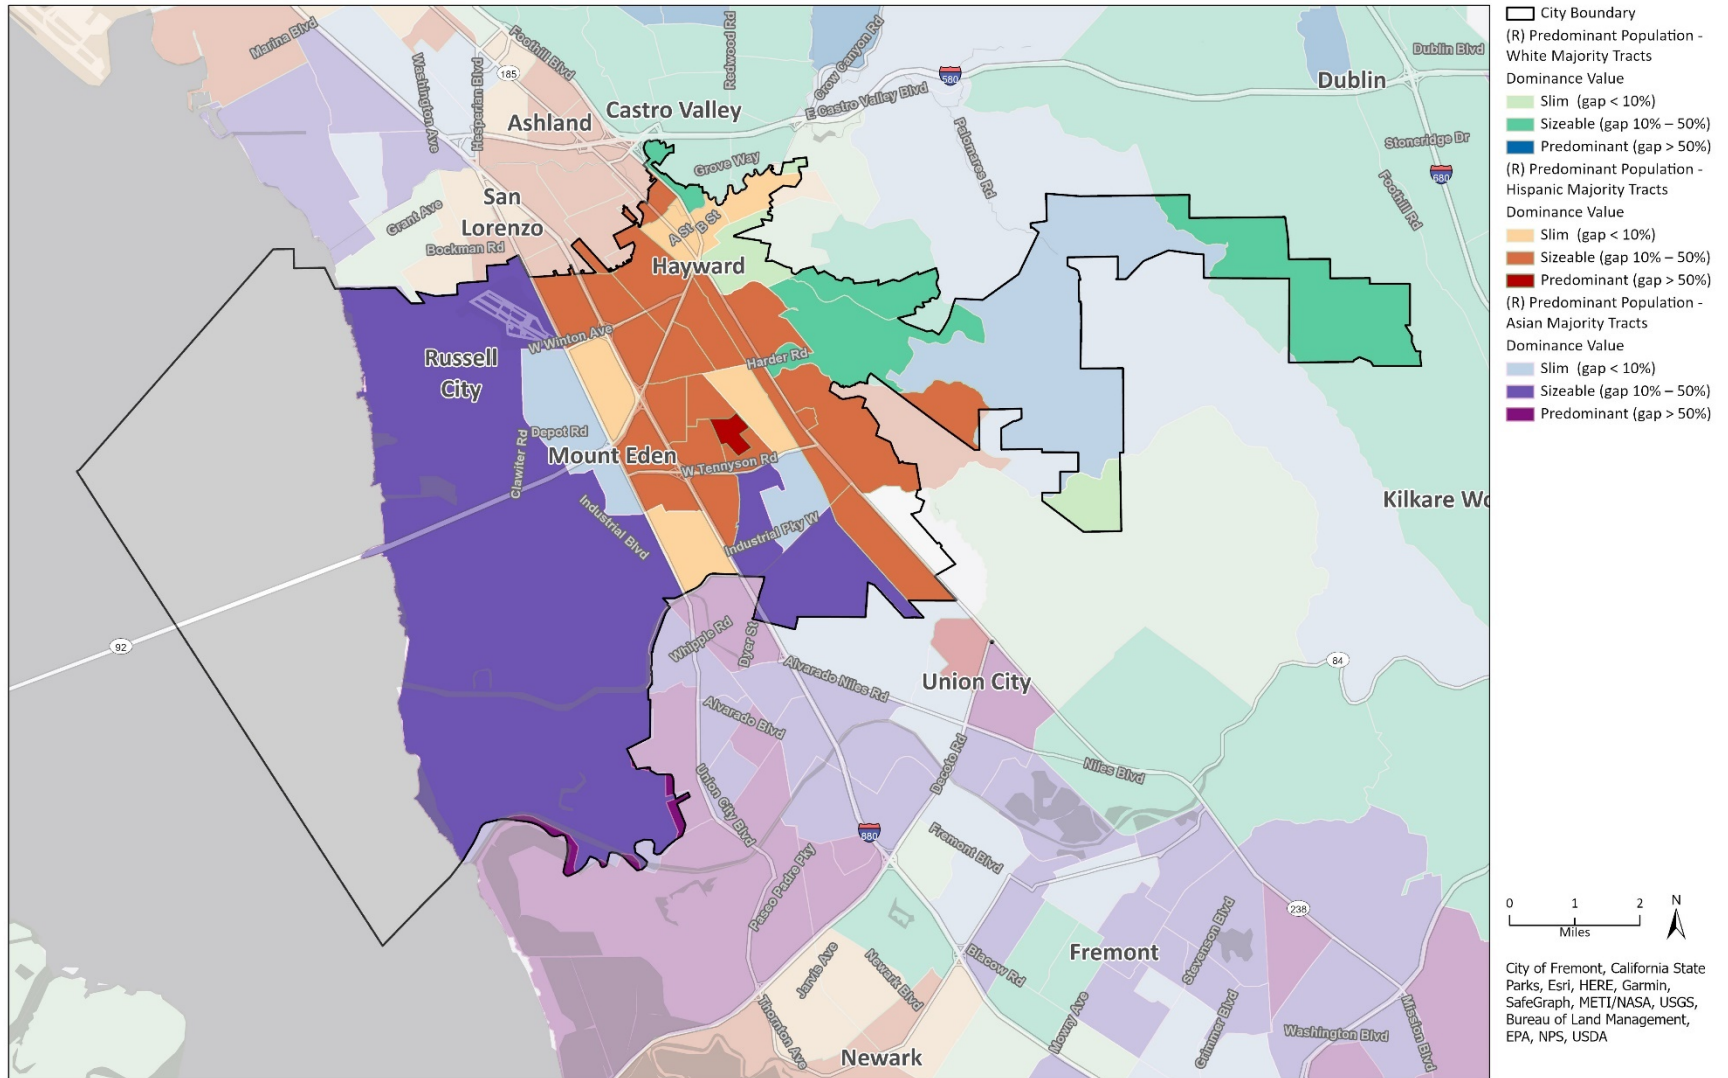 Marina Blvd
Washington Ave
Hesperian Blvd
185
Foothill Blvd
Redwood Rd
Crow Canyon Rd
580
Dublin Blvd
Dublin
Castro Valley
Ashland
E Castro Valley Blvd
Palomares Rd
Stoneridge Dr
680
Foothill Rd
Grove Way
San
Lorenzo
Grant Ave
Bockman Rd
A St
B St
Hayward
W Winton Ave
Russell
City
Harder Rd
Depot Rd
Clawiter Rd
Mount Eden
W Tennyson Rd
Industrial Blvd
Industrial Pky W
Kilkare Wo
92
Whipple Rd
Dyer St
Alvarado Niles Rd
Union City
84
Alvarado Blvd
Union City Blvd
Decoto Rd
Niles Blvd
880
Fremont Blvd
Paseo Padre Pky
238
Stevenson Blvd
Fremont
Blacow Rd
Jarvis Ave
Newark Blvd
Thornton Ave
Mowry Ave
Grimmer Blvd
Washington Blvd
Mission Blvd
Newark
City Boundary
(R) Predominant Population -
White Majority Tracts
Dominance Value
Slim (gap < 10%)
Sizeable (gap 10% – 50%)
Predominant (gap > 50%)
(R) Predominant Population -
Hispanic Majority Tracts
Dominance Value
Slim (gap < 10%)
Sizeable (gap 10% – 50%)
Predominant (gap > 50%)
(R) Predominant Population -
Asian Majority Tracts
Dominance Value
Slim (gap < 10%)
Sizeable (gap 10% – 50%)
Predominant (gap > 50%)
0 1 2
Miles
N
City of Fremont, California State
Parks, Esri, HERE, Garmin,
SafeGraph, METI/NASA, USGS,
Bureau of Land Management,
EPA, NPS, USDA